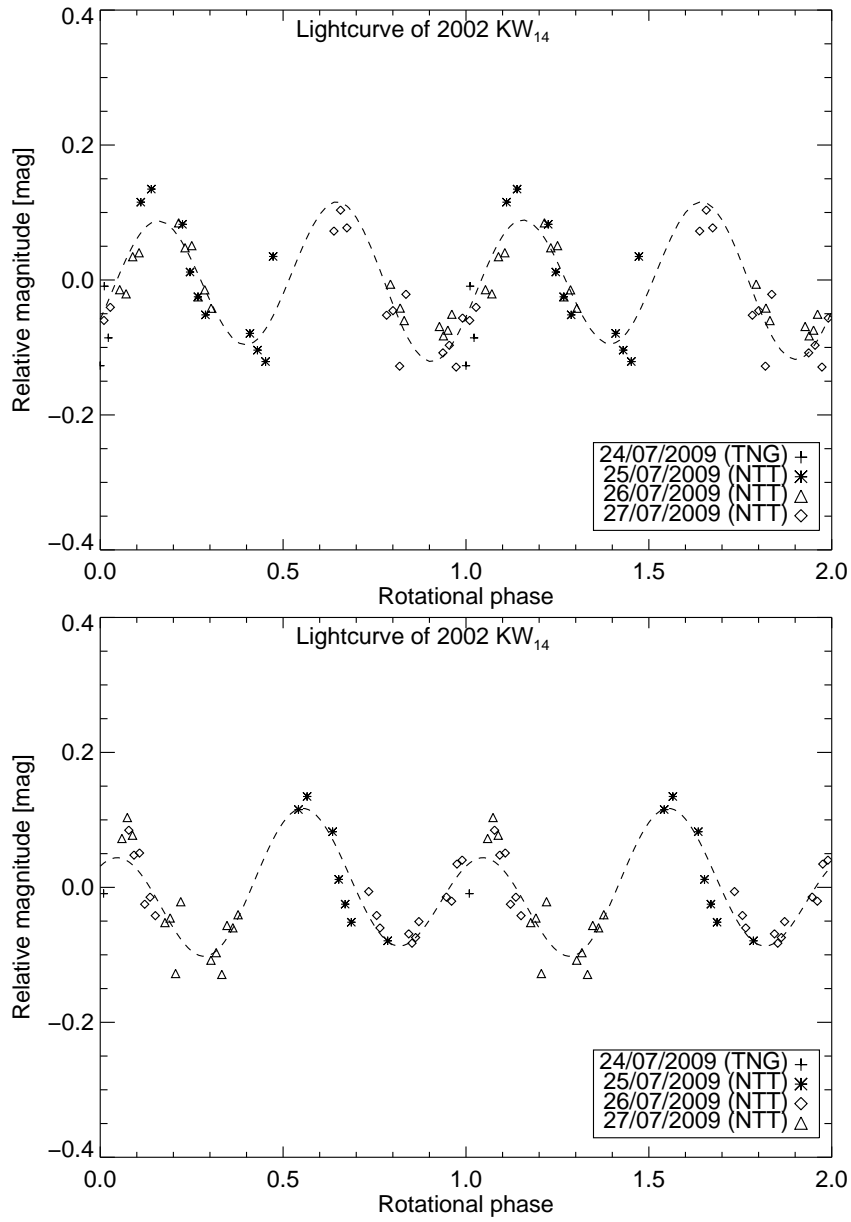 Lightcurve of 2002 KW14
0.4
0.2
0.0
−0.2
−0.4
Relative magnitude [mag]
24/07/2009 (TNG)
25/07/2009 (NTT)
26/07/2009 (NTT)
27/07/2009 (NTT)
0.0 0.5 1.0 1.5 2.0
Rotational phase
Lightcurve of 2002 KW14
0.4
0.2
0.0
−0.2
−0.4
Relative magnitude [mag]
24/07/2009 (TNG)
25/07/2009 (NTT)
26/07/2009 (NTT)
27/07/2009 (NTT)
0.0 0.5 1.0 1.5 2.0
Rotational phase